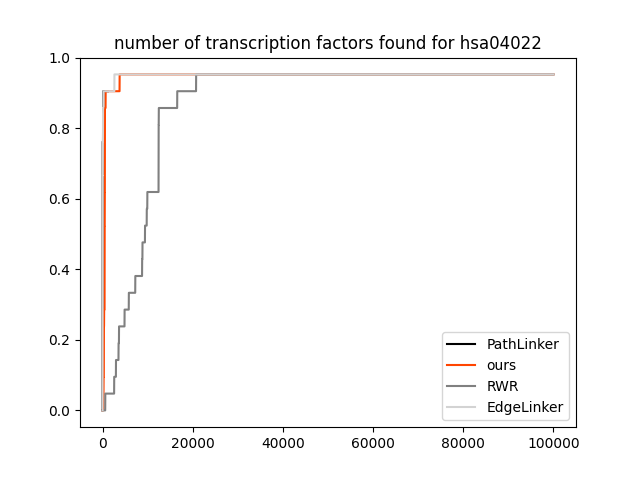 number of transcription factors found for hsa04022
1.0
0.8
0.6
0.4
0.2
0.0
0 20000 40000 60000 80000 100000
PathLinker
ours
RWR
EdgeLinker